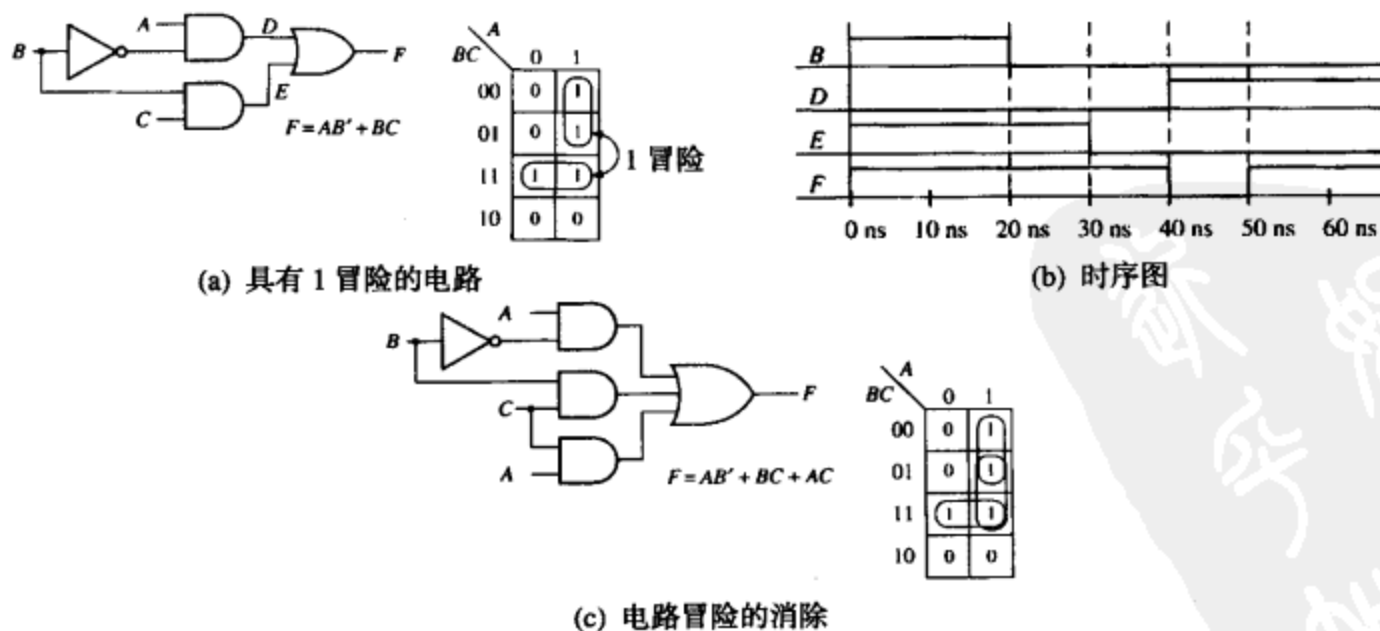 A
D
B
F
E
C
F = AB′ + BC
A
BC
0 1
00 0 1
01 0 1
11 1 1
10 0 0
1 冒险
(a) 具有 1 冒险的电路
B
D
E
F
0 ns 10 ns 20 ns 30 ns 40 ns 50 ns 60 ns
(b) 时序图
A
B
F
C
A
F = AB′ + BC + AC
A
BC
0 1
00 0 1
01 0 1
11 1 1
10 0 0
(c) 电路冒险的消除